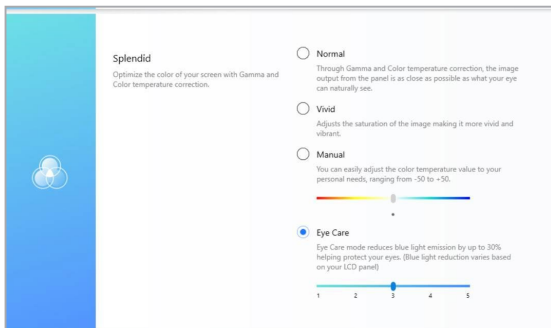 Splendid
Optimize the color of your screen with Gamma and
Color temperature correction.
Normal
Through Gamma and Color temperature correction, the image
output from the panel is as close as possible as what your eye
can naturally see.
Vivid
Adjusts the saturation of the image making it more vivid and
vibrant.
Manual
You can easily adjust the color temperature value to your
personal needs, ranging from -50 to +50.
Eye Care
Eye Care mode reduces blue light emission by up to 30%
helping protect your eyes. (Blue light reduction varies based
on your LCD panel)
1 2 3 4 5